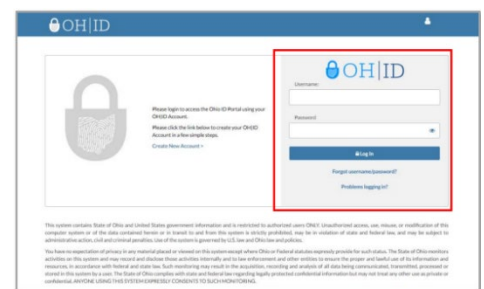 OH|ID
OH|ID
Please login to access the Ohio ID Portal using your
OH|ID Account.
Please click the link below to create your OH|ID
Account in a few simple steps.
Create New Account >
Username:
Password:
Log In
Forgot username/password?
Problems logging in?
This system contains State of Ohio and United States government information and is restricted to authorized users ONLY. Unauthorized access, use, misuse, or modification of this
computer system or of the data contained herein or in transit to and from this system is strictly prohibited, may be in violation of state and federal law, and may be subject to
administrative action, civil and criminal penalties. Use of the system is governed by U.S. law and Ohio law and policies.
You have no expectation of privacy in any material placed or viewed on this system except where Ohio or Federal statutes expressly provide for such status. The State of Ohio monitors
activities on this system and may record and disclose those activities internally and to law enforcement and other entities to ensure the proper and lawful use of its information and
resources, in accordance with federal and state law. Such monitoring may result in the acquisition, recording and analysis of all data being communicated, transmitted, processed or
stored in this system by a user. The State of Ohio complies with state and federal law regarding legally protected confidential information but may not treat any other use as private or
confidential. ANYONE USING THIS SYSTEM EXPRESSLY CONSENTS TO SUCH MONITORING.